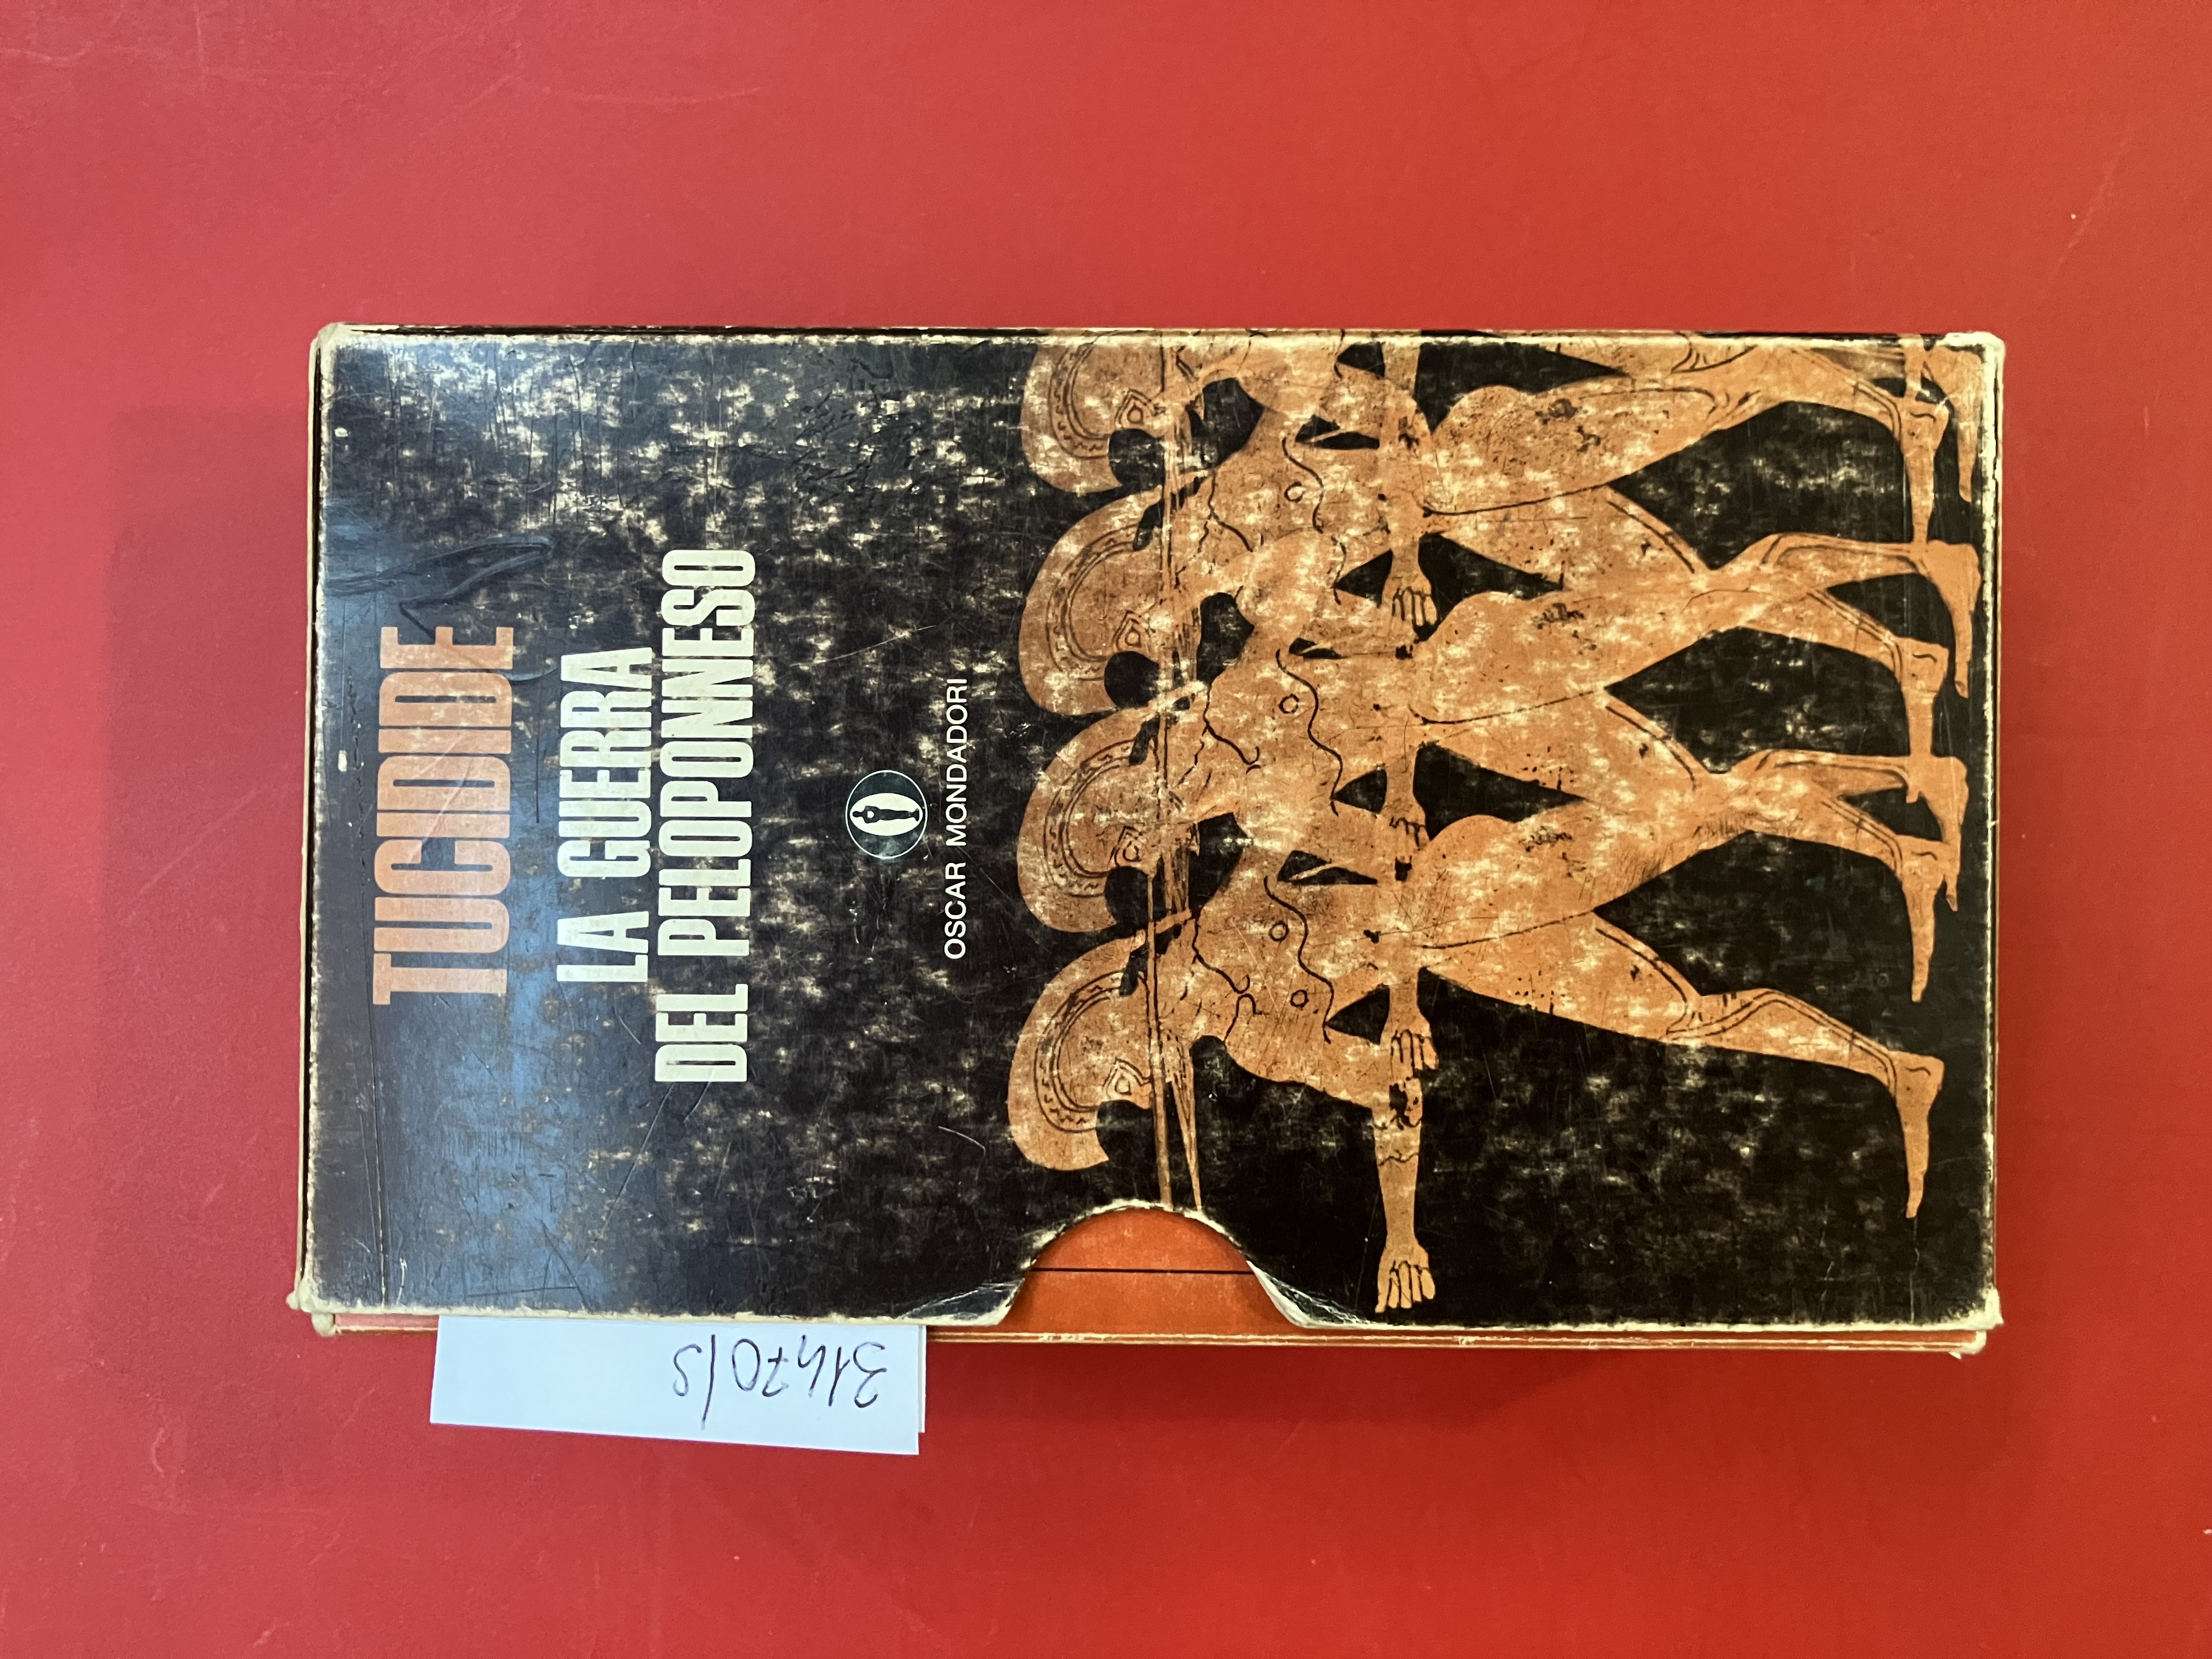 TUCIDIDE
LA GUERRA
DEL PELOPONNESO
OSCAR MONDADORI
31470/S